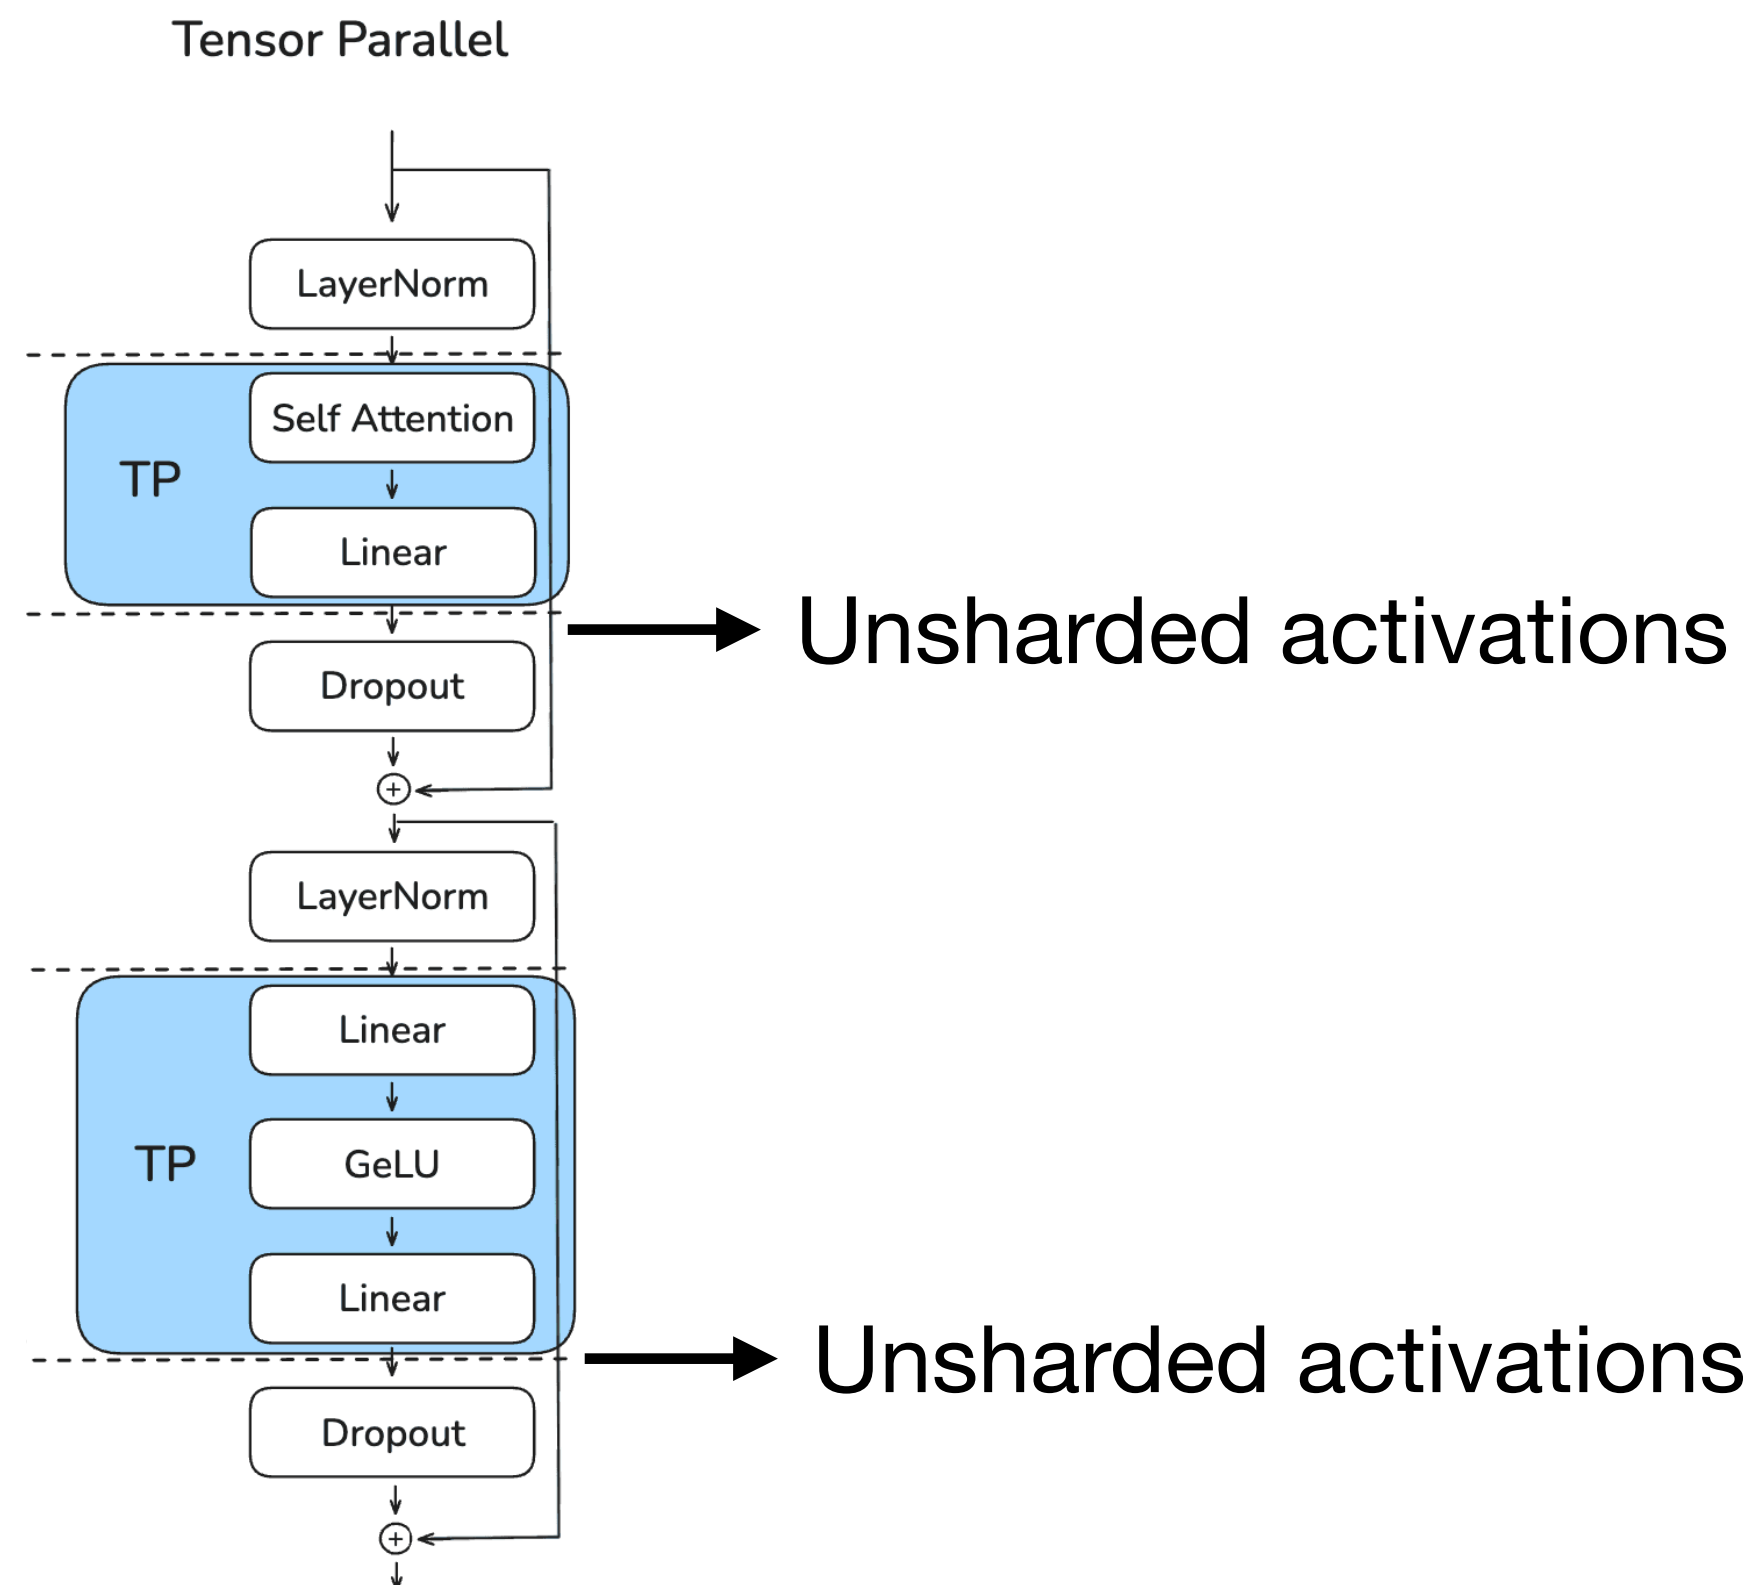 Tensor Parallel
LayerNorm
Self Attention
TP
Linear
Unsharded activations
Dropout
+
LayerNorm
Linear
TP
GeLU
Linear
Unsharded activations
Dropout
+